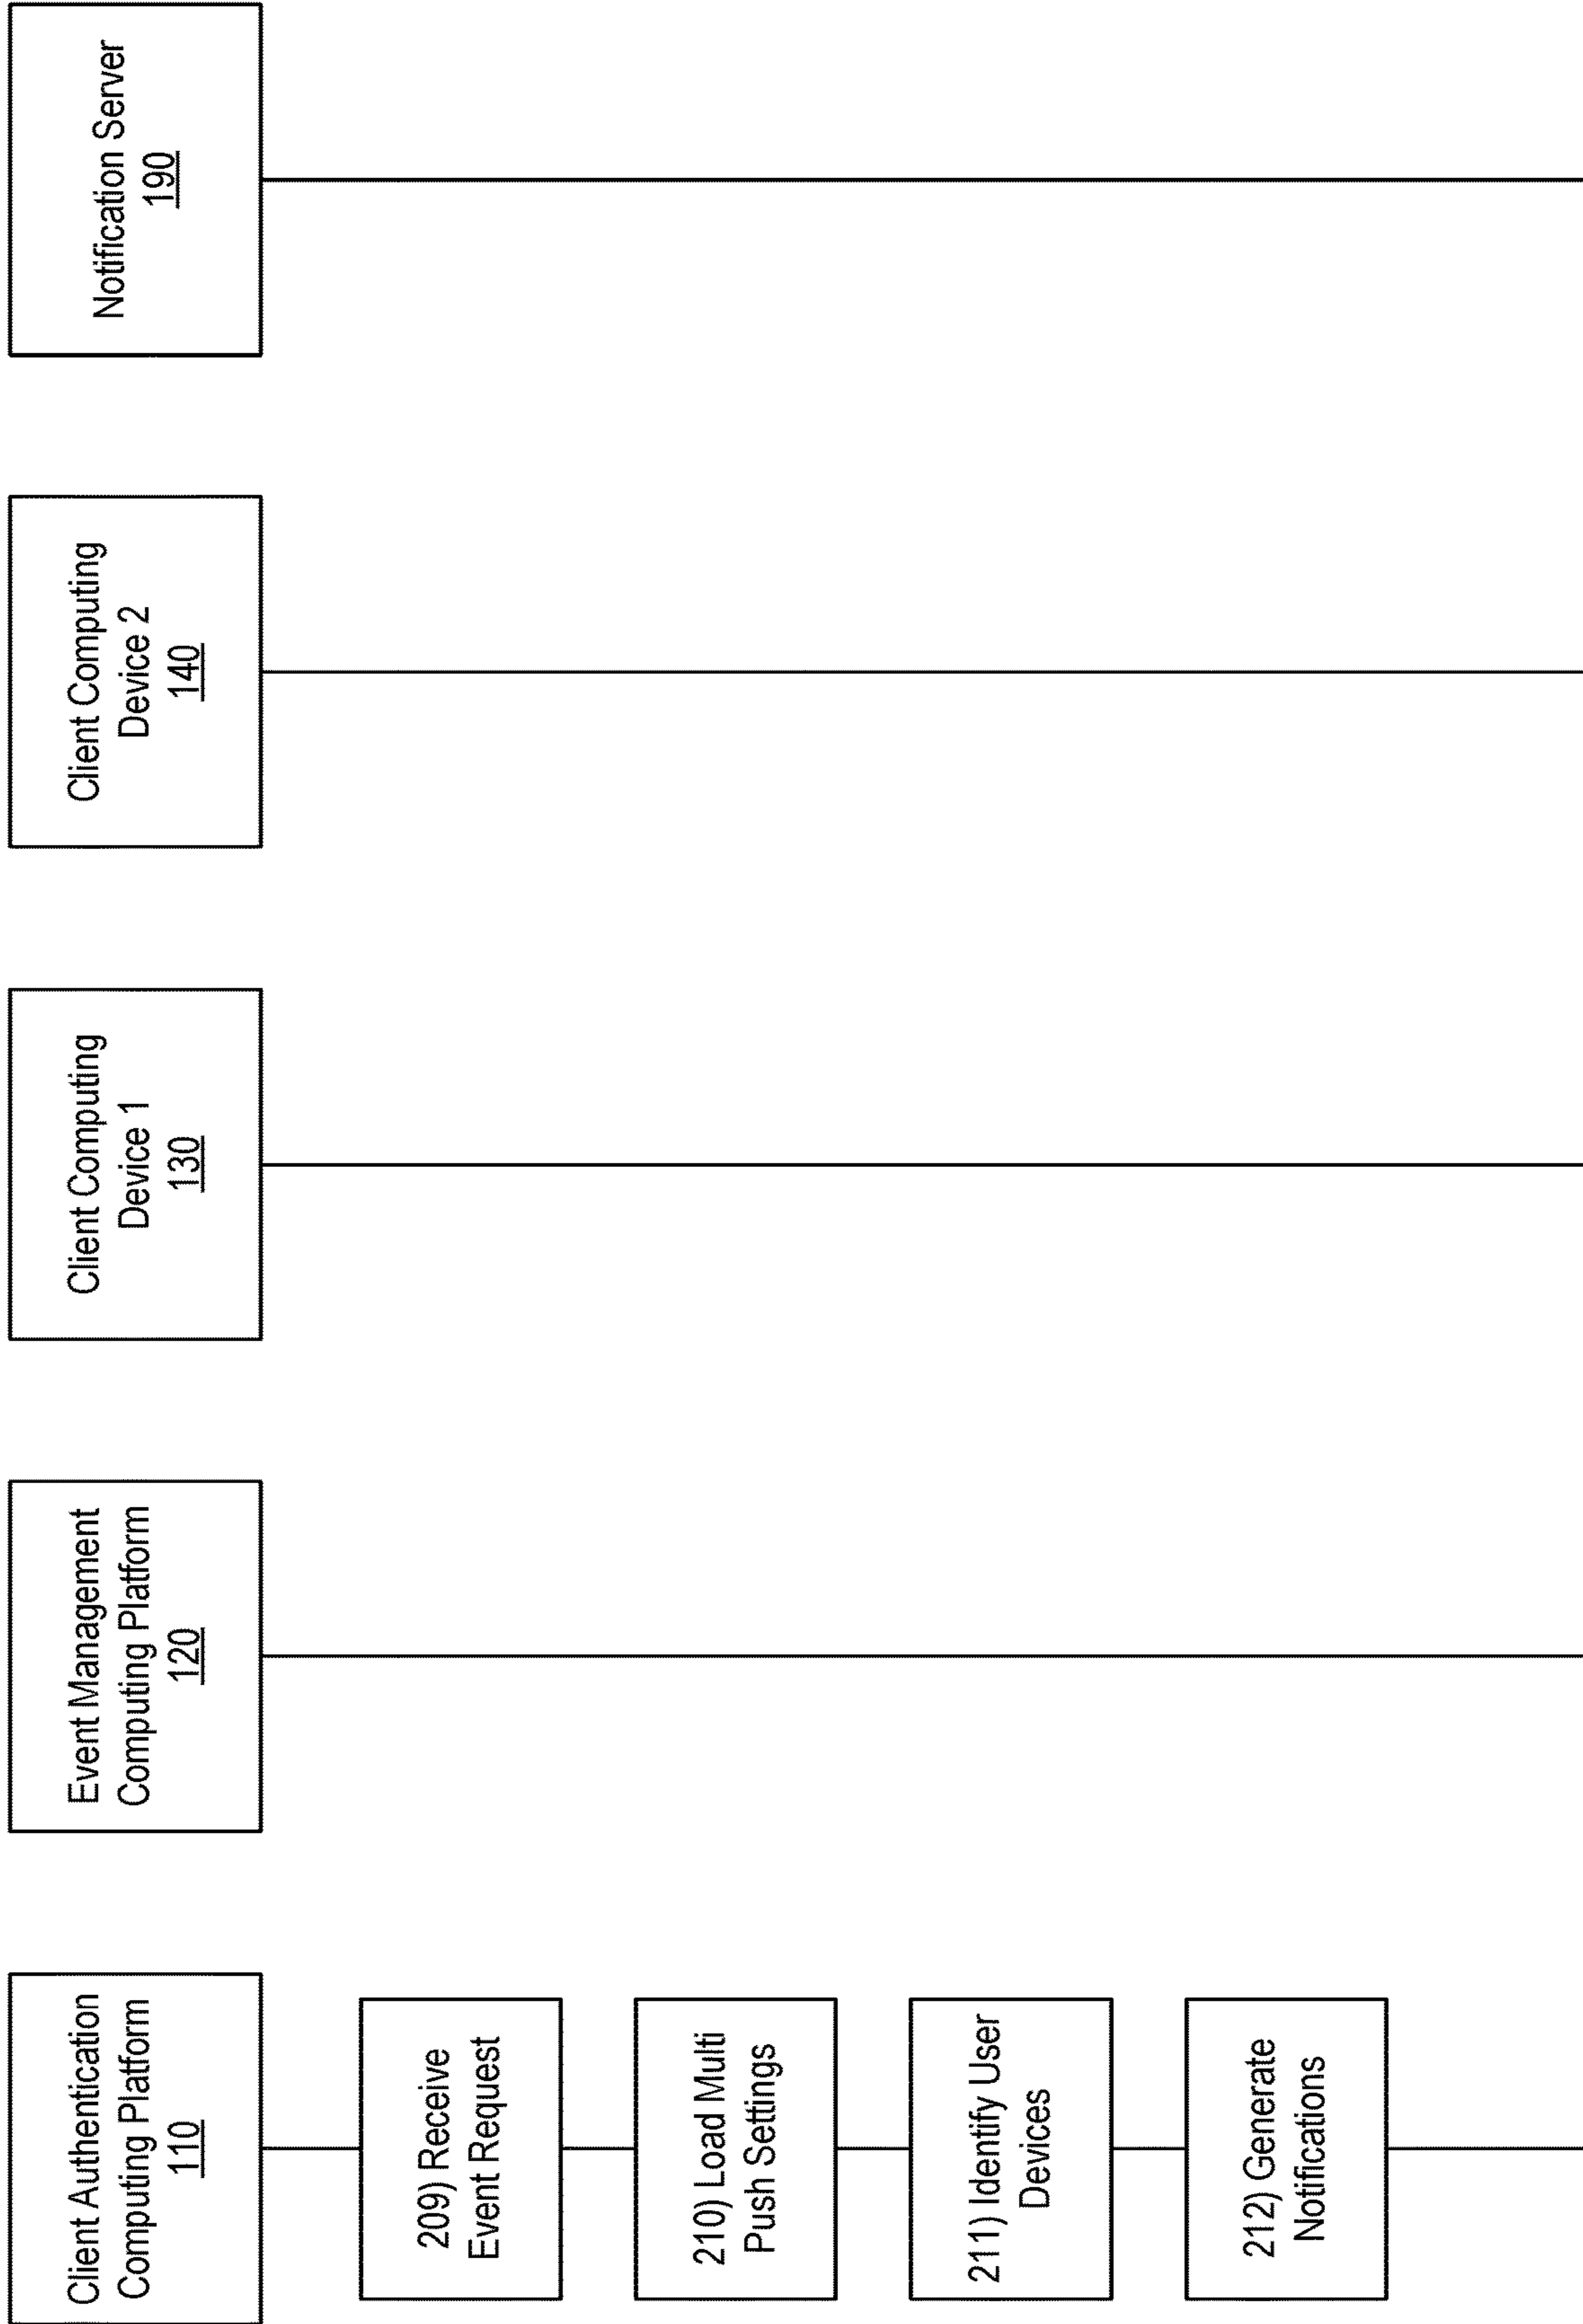 Client Authentication
Computing Platform
110
Event Management
Computing Platform
120
Client Computing
Device 1
130
Client Computing
Device 2
140
Notification Server
190
209) Receive
Event Request
210) Load Multi
Push Settings
211) Identify User
Devices
212) Generate
Notifications